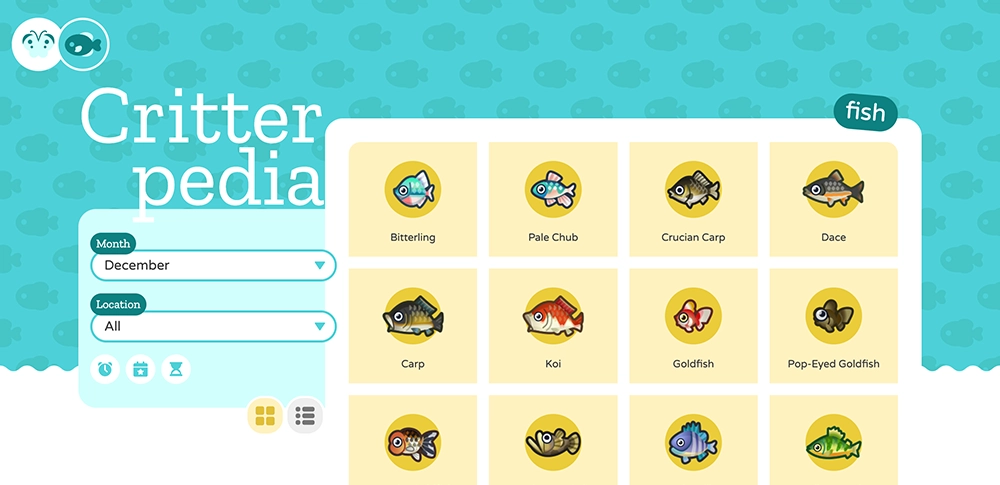 Critter
pedia
fish
Month
December
Location
All
Bitterling
Pale Chub
Crucian Carp
Dace
Carp
Koi
Goldfish
Pop-Eyed Goldfish